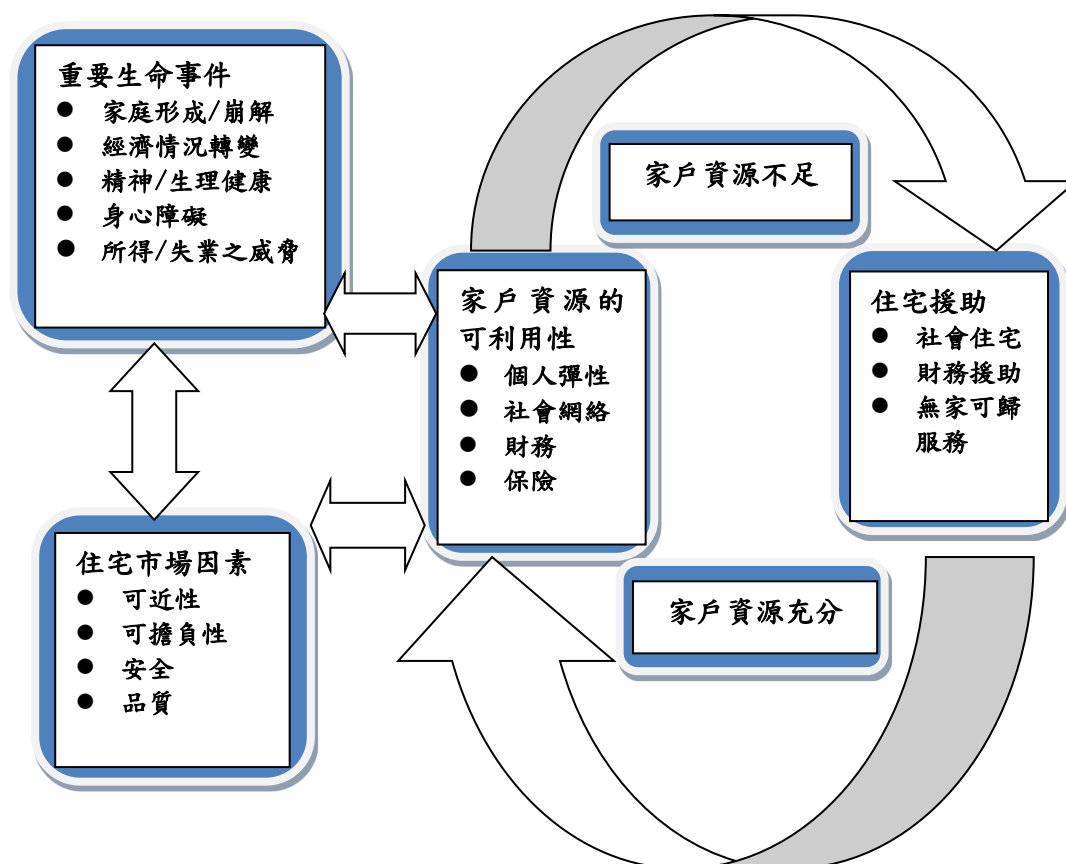 重要生命事件
● 家庭形成/崩解
● 經濟情況轉變
● 精神/生理健康
● 身心障礙
● 所得/失業之威脅
家戶資源不足
家戶資源的
可利用性
● 個人彈性
● 社會網絡
● 財務
● 保險
住宅援助
● 社會住宅
● 財務援助
● 無家可歸
服務
住宅市場因素
● 可近性
● 可擔負性
● 安全
● 品質
家戶資源充分